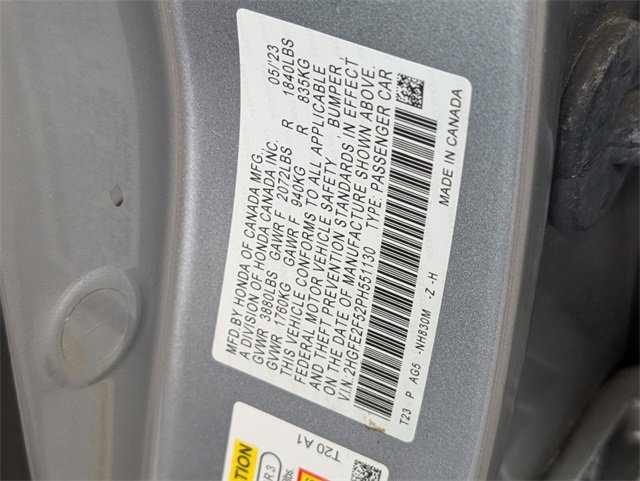 MFD.BY HONDA OF CANADA MFG.,
A DIVISION OF HONDA CANADA INC. 05/'23
GVWR 3880LBS GAWR F 2072LBS R 1840LBS
GVWR 1760KG GAWR F 940KG R 835KG
THIS VEHICLE CONFORMS TO ALL APPLICABLE
FEDERAL MOTOR VEHICLE SAFETY , BUMPER,
AND THEFT PREVENTION STANDARDS IN EFFECT
ON THE DATE OF MANUFACTURE SHOWN ABOVE.
V.I.N: 2HGFE2F52PH551130 TYPE: PASSENGER CAR
T23 P AG5 -NH830M -Z -H MADE IN CANADA
T20 A1